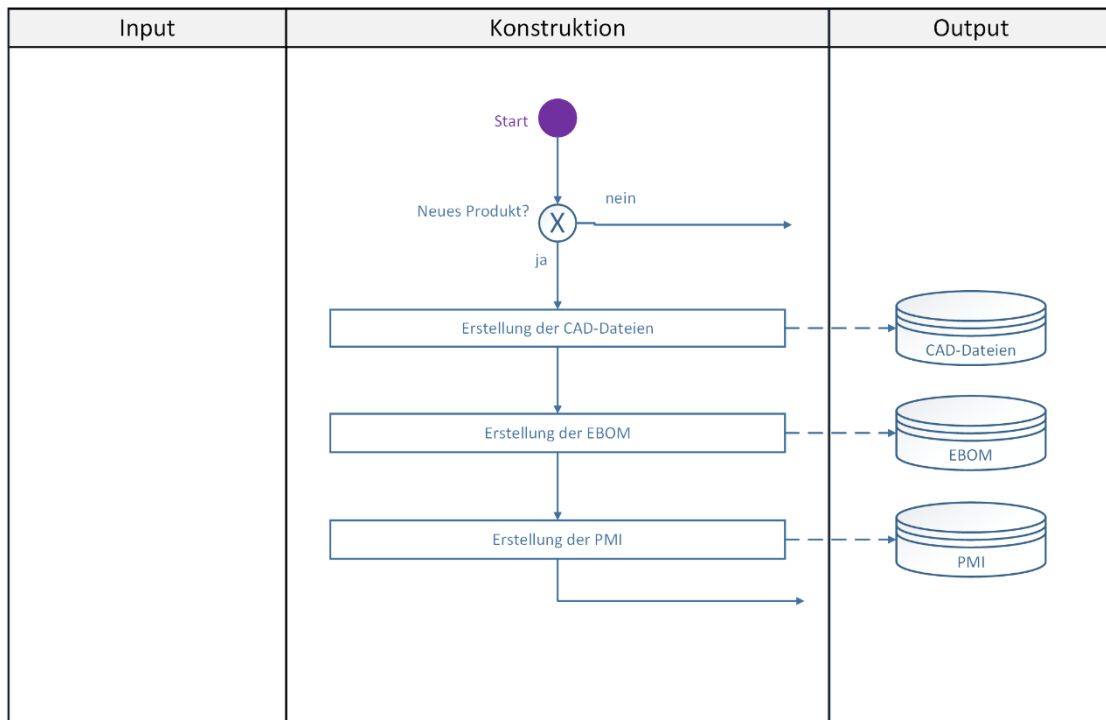 Input
Konstruktion
Output
Start
Neues Produkt?
X
nein
ja
Erstellung der CAD-Dateien
CAD-Dateien
Erstellung der EBOM
EBOM
Erstellung der PMI
PMI